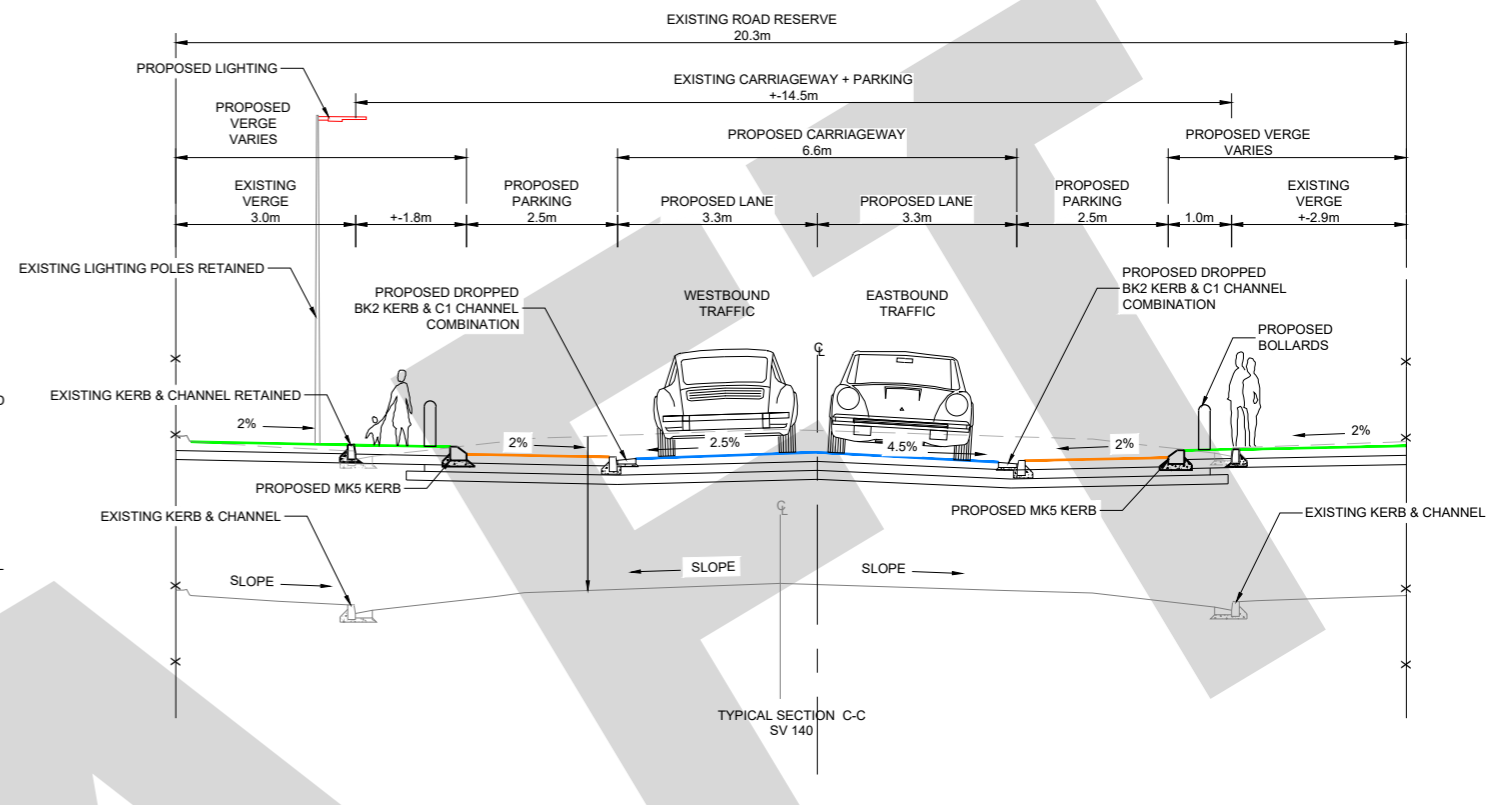 EXISTING ROAD RESERVE
20.3m
PROPOSED LIGHTING
EXISTING CARRIAGEWAY + PARKING
+-14.5m
PROPOSED
VERGE
VARIES
PROPOSED CARRIAGEWAY
6.6m
PROPOSED VERGE
VARIES
EXISTING
VERGE
3.0m
+-1.8m
PROPOSED
PARKING
2.5m
PROPOSED LANE
3.3m
PROPOSED LANE
3.3m
PROPOSED
PARKING
2.5m
1.0m
EXISTING
VERGE
+-2.9m
EXISTING LIGHTING POLES RETAINED
PROPOSED DROPPED
BK2 KERB & C1 CHANNEL
COMBINATION
WESTBOUND
TRAFFIC
EASTBOUND
TRAFFIC
PROPOSED DROPPED
BK2 KERB & C1 CHANNEL
COMBINATION
PROPOSED
BOLLARDS
℄
EXISTING KERB & CHANNEL RETAINED
2%
2%
2.5%
4.5%
2%
2%
PROPOSED MK5 KERB
PROPOSED MK5 KERB
EXISTING KERB & CHANNEL
℄
EXISTING KERB & CHANNEL
SLOPE
SLOPE
SLOPE
TYPICAL SECTION C-C
SV 140